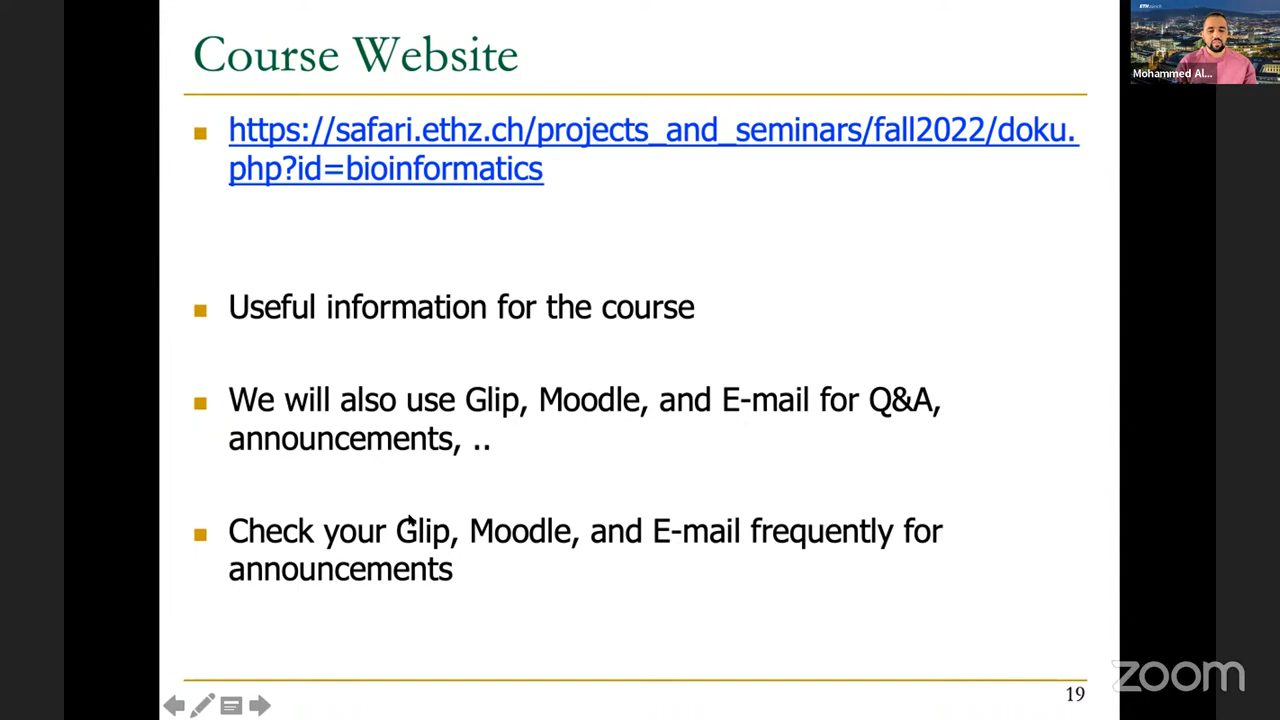 Course Website
https://safari.ethz.ch/projects_and_seminars/fall2022/doku.
php?id=bioinformatics
Useful information for the course
We will also use Glip, Moodle, and E-mail for Q&A,
announcements, ..
Check your Glip, Moodle, and E-mail frequently for
announcements
19
ETH zürich
Mohammed Al...
zoom